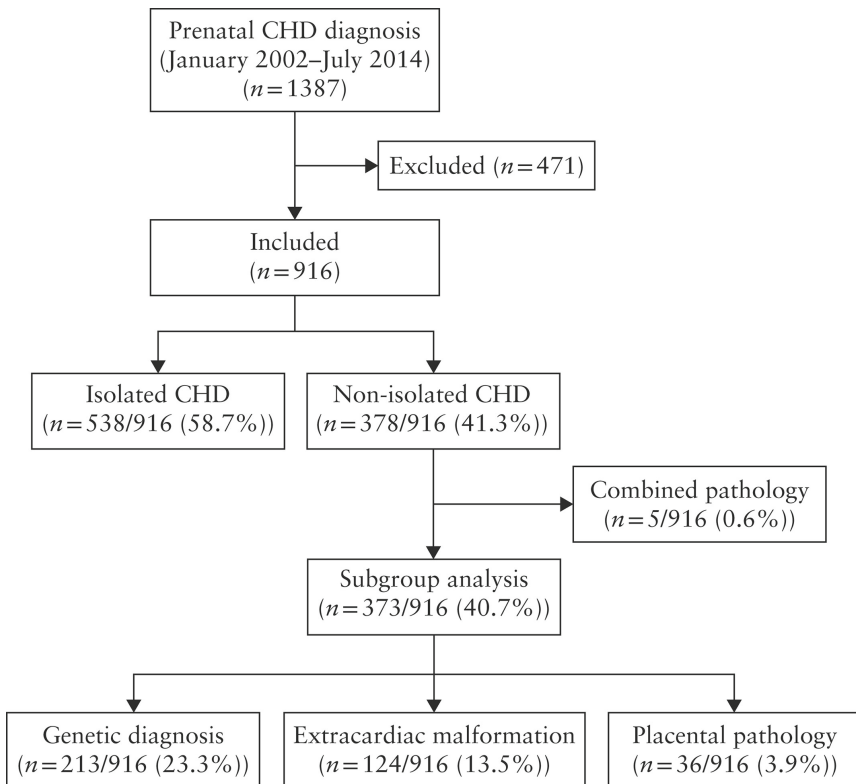 Prenatal CHD diagnosis
(January 2002–July 2014)
(n=1387)
Excluded (n=471)
Included
(n=916)
Isolated CHD
(n=538/916 (58.7%))
Non-isolated CHD
(n=378/916 (41.3%))
Combined pathology
(n=5/916 (0.6%))
Subgroup analysis
(n=373/916 (40.7%))
Genetic diagnosis
(n=213/916 (23.3%))
Extracardiac malformation
(n=124/916 (13.5%))
Placental pathology
(n=36/916 (3.9%))